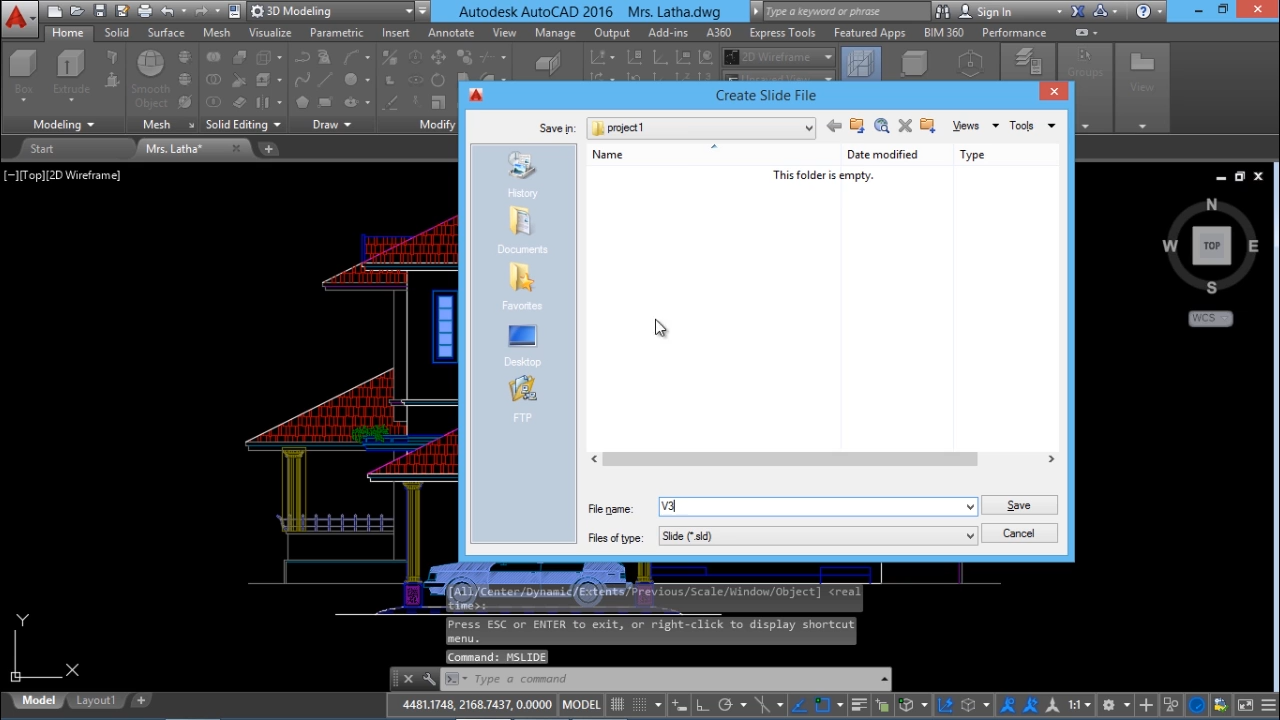 3D Modeling
Autodesk AutoCAD 2016 Mrs. Latha.dwg
Type a keyword or phrase
Sign In
Home Solid Surface Mesh Visualize Parametric Insert Annotate View Manage Output Add-ins A360 Express Tools Featured Apps BIM 360 Performance
2D Wireframe
Unsaved View
Box
Extrude
Smooth
Object
Groups
View
Modeling
Mesh
Solid Editing
Draw
Modify
Start
Mrs. Latha*
[−][Top][2D Wireframe]
Create Slide File
Save in:
project1
Views
Tools
Name
Date modified
Type
This folder is empty.
History
Documents
Favorites
Desktop
FTP
File name:
V3
Save
Files of type:
Slide (*.sld)
Cancel
N
W
TOP
E
S
WCS
[All/Center/Dynamic/Extents/Previous/Scale/Window/Object] <real
time>:
Press ESC or ENTER to exit, or right-click to display shortcut
menu.
Command: MSLIDE
Type a command
Y
X
Model
Layout1
4481.1748, 2168.7437, 0.0000
MODEL
1:1